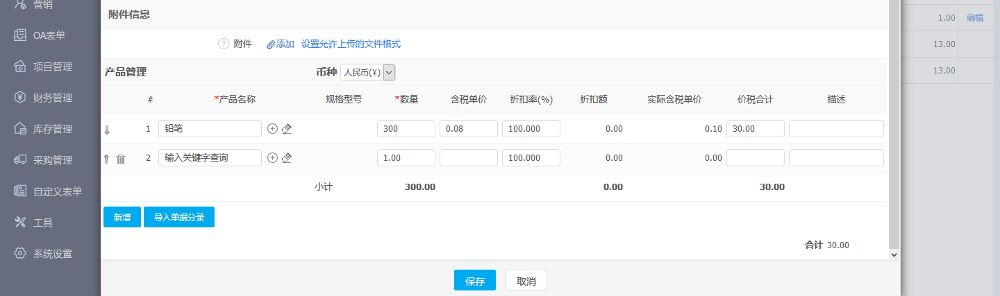 营销
OA表单
项目管理
财务管理
库存管理
采购管理
自定义表单
工具
系统设置
附件信息
? 附件 添加 设置允许上传的文件格式
产品管理 币种 人民币(¥)
# *产品名称 规格型号 *数量 含税单价 折扣率(%) 折扣额 实际含税单价 价税合计 描述
1 铅笔 300 0.08 100.000 0.00 0.10 30.00
2 输入关键字查询 1.00 100.000 0.00 0.00
小计 300.00 0.00 30.00
新增 导入单据分录
合计 30.00
保存 取消
1.00 编辑
13.00
13.00